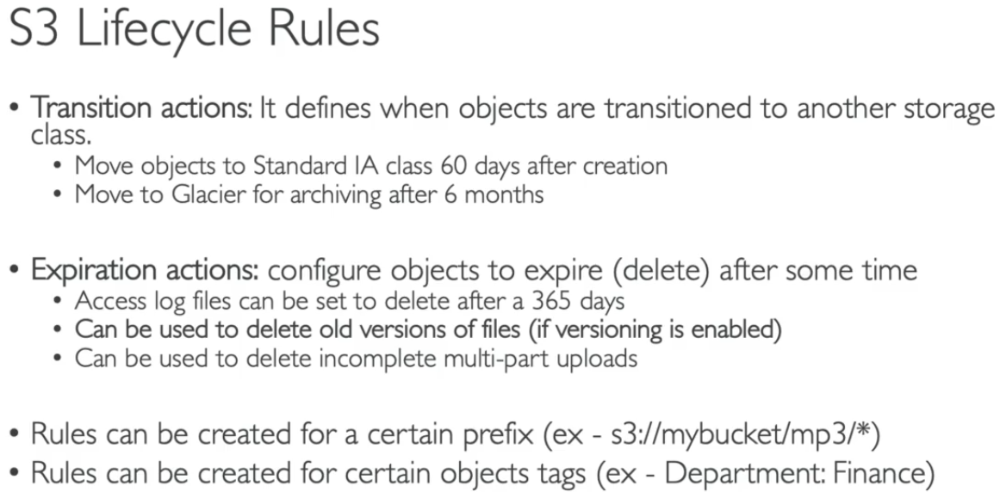 S3 Lifecycle Rules
• Transition actions: It defines when objects are transitioned to another storage
class.
• Move objects to Standard IA class 60 days after creation
• Move to Glacier for archiving after 6 months
• Expiration actions: configure objects to expire (delete) after some time
• Access log files can be set to delete after a 365 days
• Can be used to delete old versions of files (if versioning is enabled)
• Can be used to delete incomplete multi-part uploads
• Rules can be created for a certain prefix (ex - s3://mybucket/mp3/*)
• Rules can be created for certain objects tags (ex - Department: Finance)